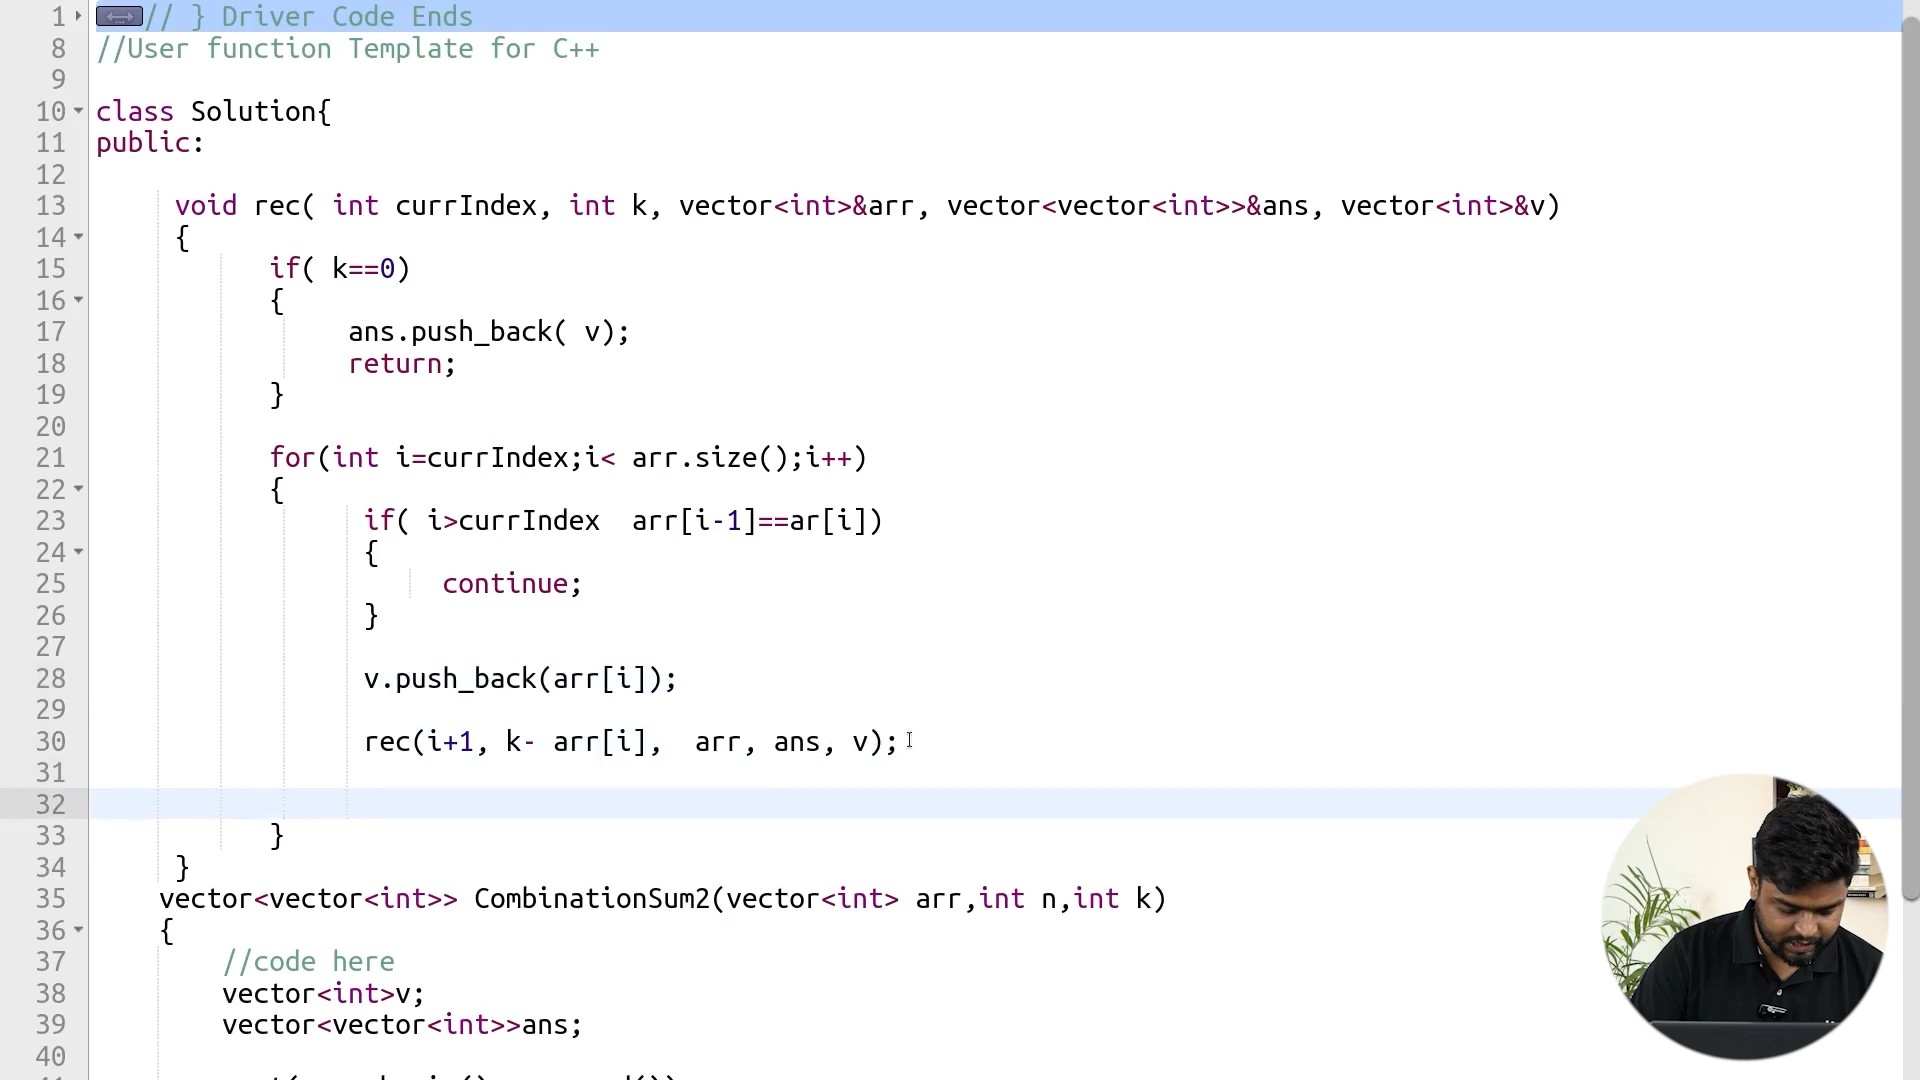 1 // } Driver Code Ends
8 //User function Template for C++
9
10 class Solution{
11 public:
12
13 void rec( int currIndex, int k, vector<int>&arr, vector<vector<int>>&ans, vector<int>&v)
14 {
15 if( k==0)
16 {
17 ans.push_back( v);
18 return;
19 }
20
21 for(int i=currIndex;i< arr.size();i++)
22 {
23 if( i>currIndex  arr[i-1]==ar[i])
24 {
25 continue;
26 }
27
28 v.push_back(arr[i]);
29
30 rec(i+1, k- arr[i],  arr, ans, v);
31
32
33 }
34 }
35 vector<vector<int>> CombinationSum2(vector<int> arr,int n,int k)
36 {
37 //code here
38 vector<int>v;
39 vector<vector<int>>ans;
40